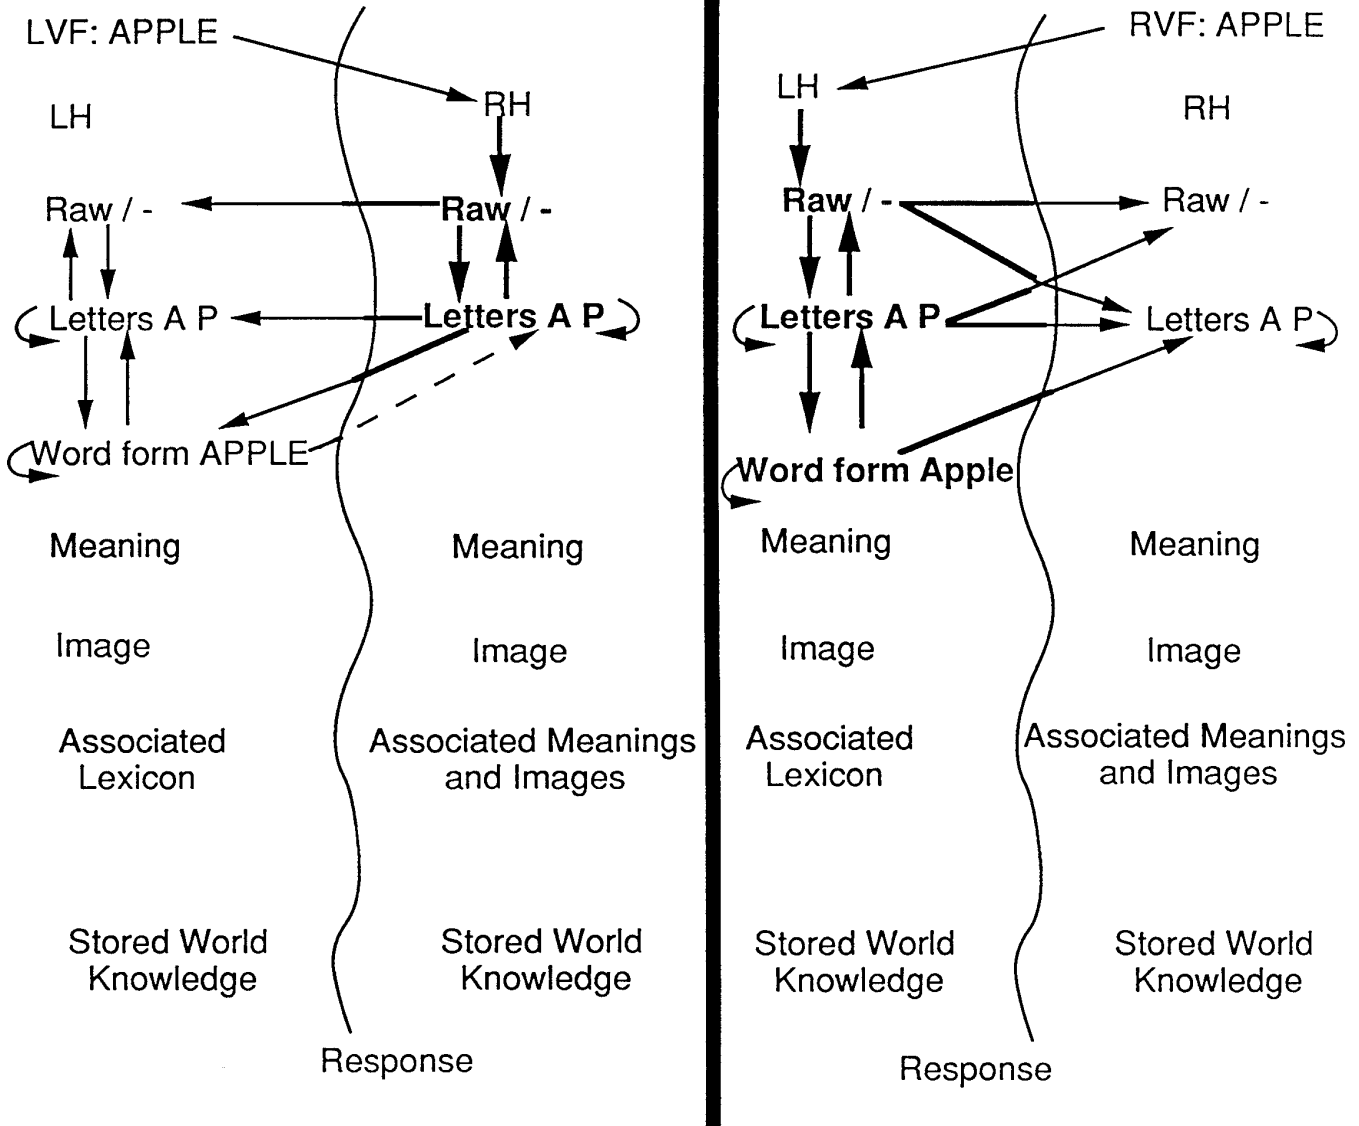 LVF: APPLE
LH
RH
Raw / -
Raw / -
Letters A P
Letters A P
Word form APPLE
Meaning
Meaning
Image
Image
Associated
Lexicon
Associated Meanings
and Images
Stored World
Knowledge
Stored World
Knowledge
Response
RVF: APPLE
LH
RH
Raw / -
Raw / -
Letters A P
Letters A P
Word form Apple
Meaning
Meaning
Image
Image
Associated
Lexicon
Associated Meanings
and Images
Stored World
Knowledge
Stored World
Knowledge
Response